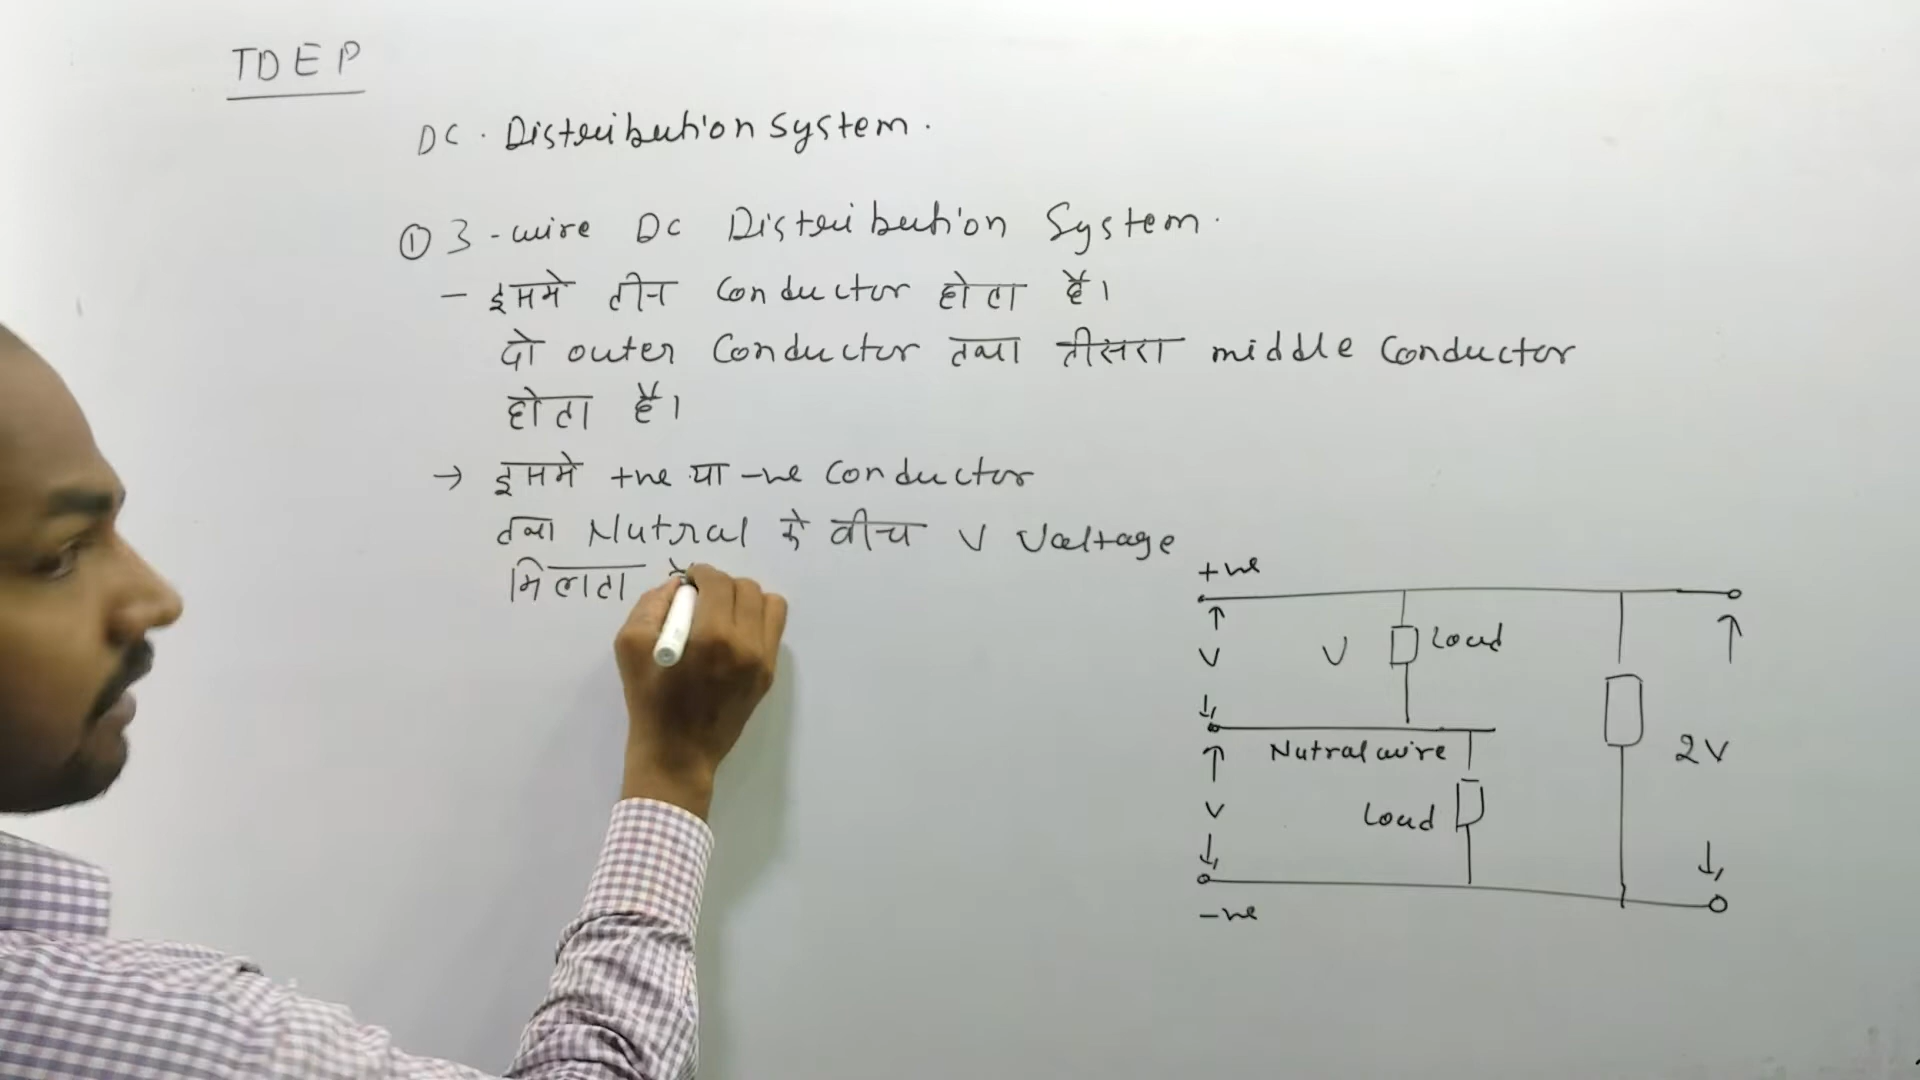 TDEP
DC . Distribution System .
① 3 - wire DC Distribution System .
- इसमे तीन Conductor होता हैं।
दो outer Conductor तथा तीसरा middle Conductor
होता हैं।
→ इसमे +ve या -ve Conductor
तथा Nutral के बीच V Voltage
मिलता
+ve
↑
V
↓
V
Load
↑
Nutral wire
↑
2V
V
Load
↓
↓
-ve